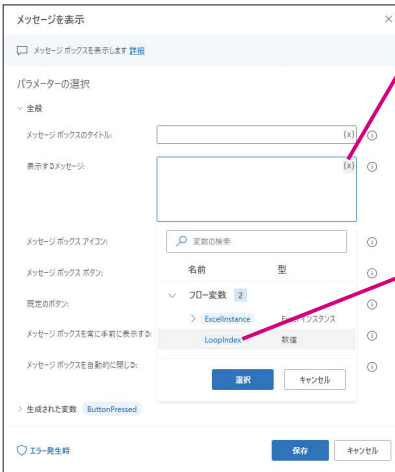 メッセージを表示
メッセージ ボックスを表示します 詳細
パラメーターの選択
全般
メッセージ ボックスのタイトル:
{x}
表示するメッセージ:
{x}
メッセージ ボックス アイコン:
変数の検索
メッセージ ボックス ボタン:
名前 型
既定のボタン:
フロー変数 2
ExcelInstance Excel インスタンス
メッセージ ボックスを常に手前に表示する:
LoopIndex 数値
メッセージ ボックスを自動的に閉じる:
選択 キャンセル
生成された変数 ButtonPressed
エラー発生時
保存 キャンセル